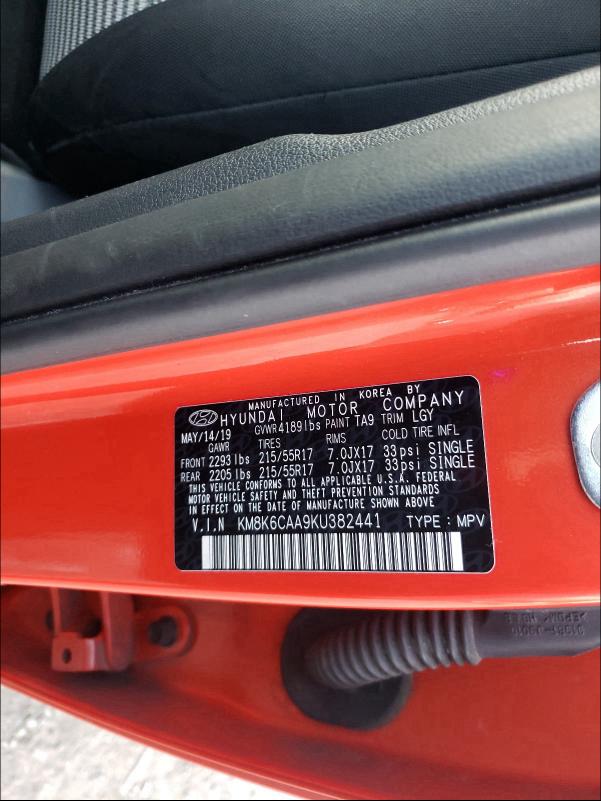 MANUFACTURED IN KOREA BY
HYUNDAI MOTOR COMPANY
MAY/14/19 GVWR4189lbs PAINT TA9 TRIM LGY
GAWR TIRES RIMS COLD TIRE INFL
FRONT 2293lbs 215/55R17 7.0JX17 33psi SINGLE
REAR 2205lbs 215/55R17 7.0JX17 33psi SINGLE
THIS VEHICLE CONFORMS TO ALL APPLICABLE U.S.A. FEDERAL
MOTOR VEHICLE SAFETY AND THEFT PREVENTION STANDARDS
IN EFFECT ON THE DATE OF MANUFACTURE SHOWN ABOVE
V.I.N KM8K6CAA9KU382441 TYPE : MPV